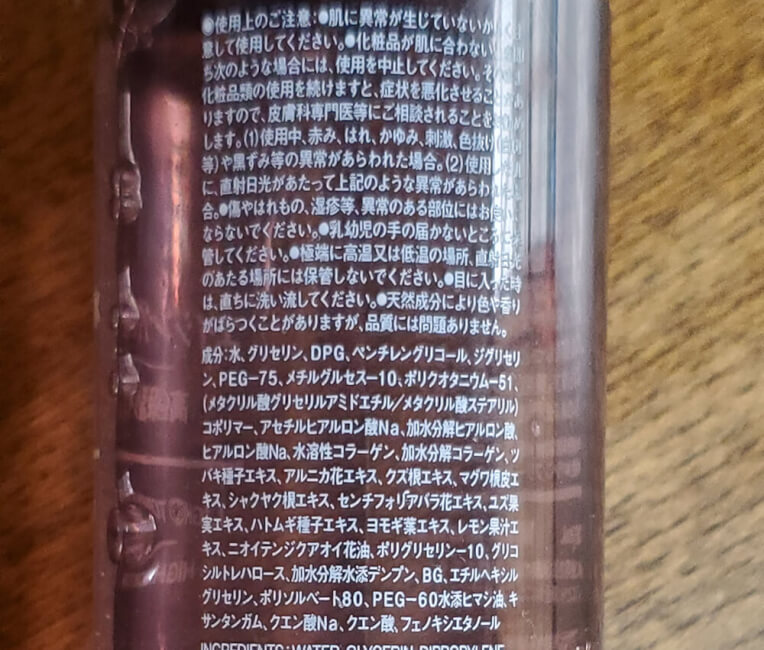 ●使用上のご注意:●肌に異常が生じていないか
意して使用してください。●化粧品が肌に合わない
ち次のような場合には、使用を中止してください。そ
化粧品類の使用を続けますと、症状を悪化させるこ
りますので、皮膚科専門医等にご相談されることを
します。(1)使用中、赤み、はれ、かゆみ、刺激、色抜け
等)や黒ずみ等の異常があらわれた場合。(2)使用
に、直射日光があたって上記のような異常があらわ
合。●傷やはれもの、湿疹等、異常のある部位にはお
ならないでください。●乳幼児の手の届かないところに
管してください。●極端に高温又は低温の場所、直射日光
のあたる場所には保管しないでください。●目に入った時
は、直ちに洗い流してください。●天然成分により色や香り
がばらつくことがありますが、品質には問題ありません。
成分:水、グリセリン、DPG、ペンチレングリコール、ジグリセリ
ン、PEG-75、メチルグルセス-10、ポリクオタニウム-51、
(メタクリル酸グリセリルアミドエチル/メタクリル酸ステアリル)
コポリマー、アセチルヒアルロン酸Na、加水分解ヒアルロン酸、
ヒアルロン酸Na、水溶性コラーゲン、加水分解コラーゲン、ツ
バキ種子エキス、アルニカ花エキス、クズ根エキス、マグワ根皮エ
キス、シャクヤク根エキス、センチフォリアバラ花エキス、ユズ果
実エキス、ハトムギ種子エキス、ヨモギ葉エキス、レモン果汁エ
キス、ニオイテンジクアオイ花油、ポリグリセリン-10、グリコ
シルトレハロース、加水分解水添デンプン、BG、エチルヘキシル
グリセリン、ポリソルベート80、PEG-60水添ヒマシ油、キ
サンタンガム、クエン酸Na、クエン酸、フェノキシエタノール
INGREDIENTS:WATER, GLYCERIN, DIPROPYLENE